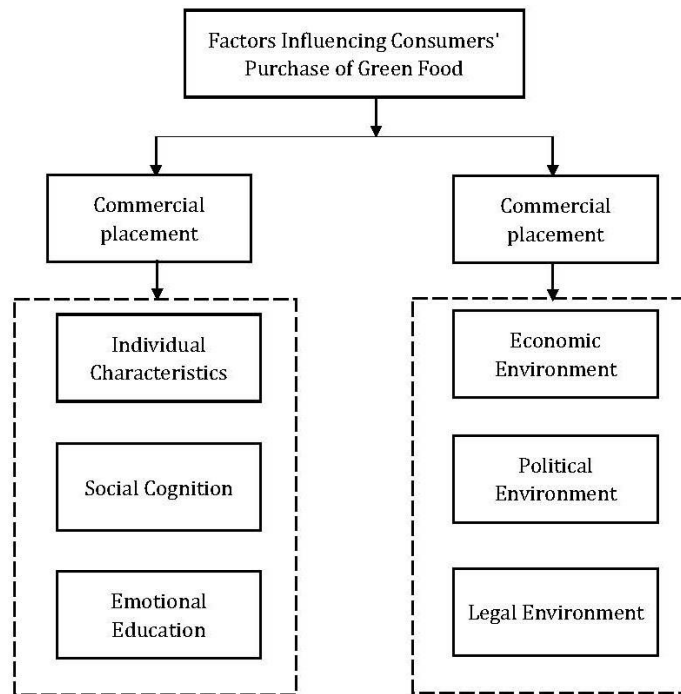 Factors Influencing Consumers'
Purchase of Green Food
Commercial
placement
Commercial
placement
Individual
Characteristics
Social Cognition
Emotional
Education
Economic
Environment
Political
Environment
Legal Environment